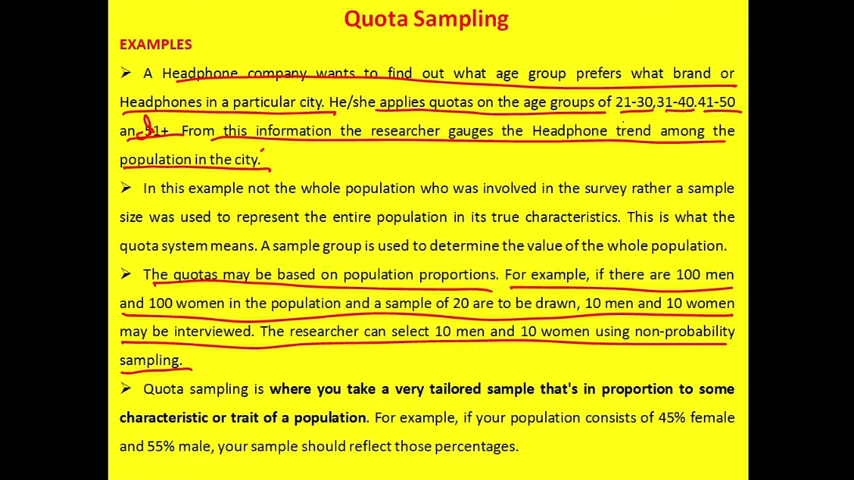 Quota Sampling
EXAMPLES
➢ A Headphone company wants to find out what age group prefers what brand or
Headphones in a particular city. He/she applies quotas on the age groups of 21-30,31-40.41-50
an 51+ From this information the researcher gauges the Headphone trend among the
population in the city.
➢ In this example not the whole population who was involved in the survey rather a sample
size was used to represent the entire population in its true characteristics. This is what the
quota system means. A sample group is used to determine the value of the whole population.
➢ The quotas may be based on population proportions. For example, if there are 100 men
and 100 women in the population and a sample of 20 are to be drawn, 10 men and 10 women
may be interviewed. The researcher can select 10 men and 10 women using non-probability
sampling.
➢ Quota sampling is where you take a very tailored sample that's in proportion to some
characteristic or trait of a population. For example, if your population consists of 45% female
and 55% male, your sample should reflect those percentages.